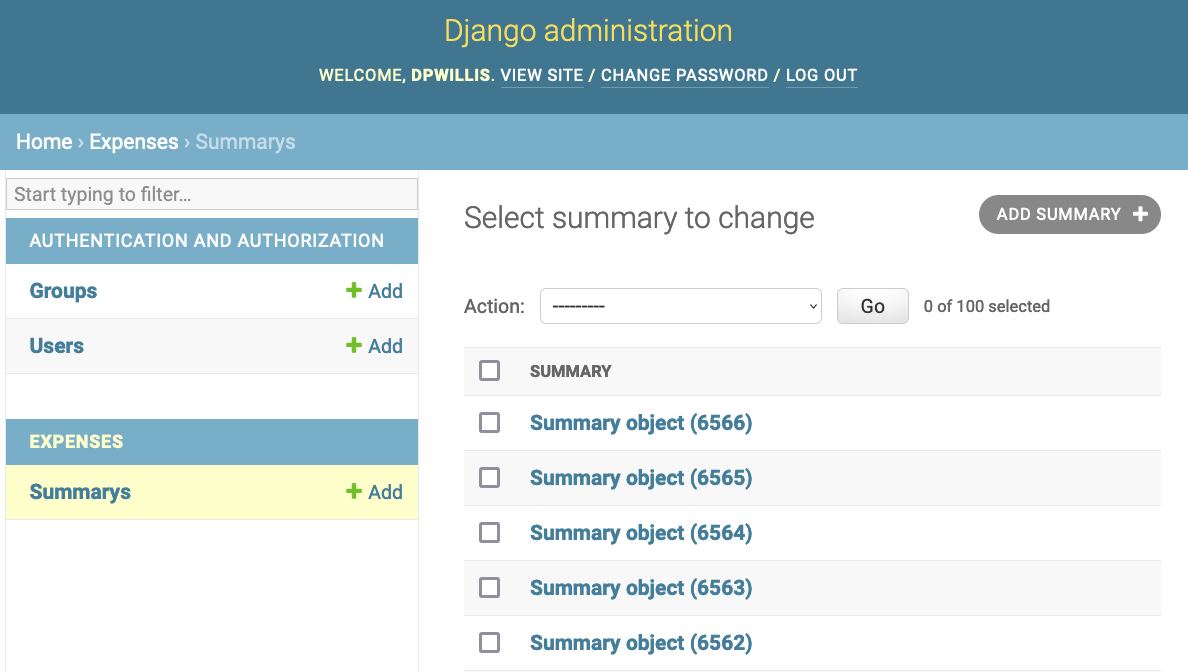 Django administration
WELCOME, DPWILLIS. VIEW SITE / CHANGE PASSWORD / LOG OUT
Home › Expenses › Summarys
Start typing to filter...
AUTHENTICATION AND AUTHORIZATION
Groups + Add
Users + Add
EXPENSES
Summarys + Add
Select summary to change
ADD SUMMARY +
Action: --------- Go 0 of 100 selected
SUMMARY
Summary object (6566)
Summary object (6565)
Summary object (6564)
Summary object (6563)
Summary object (6562)